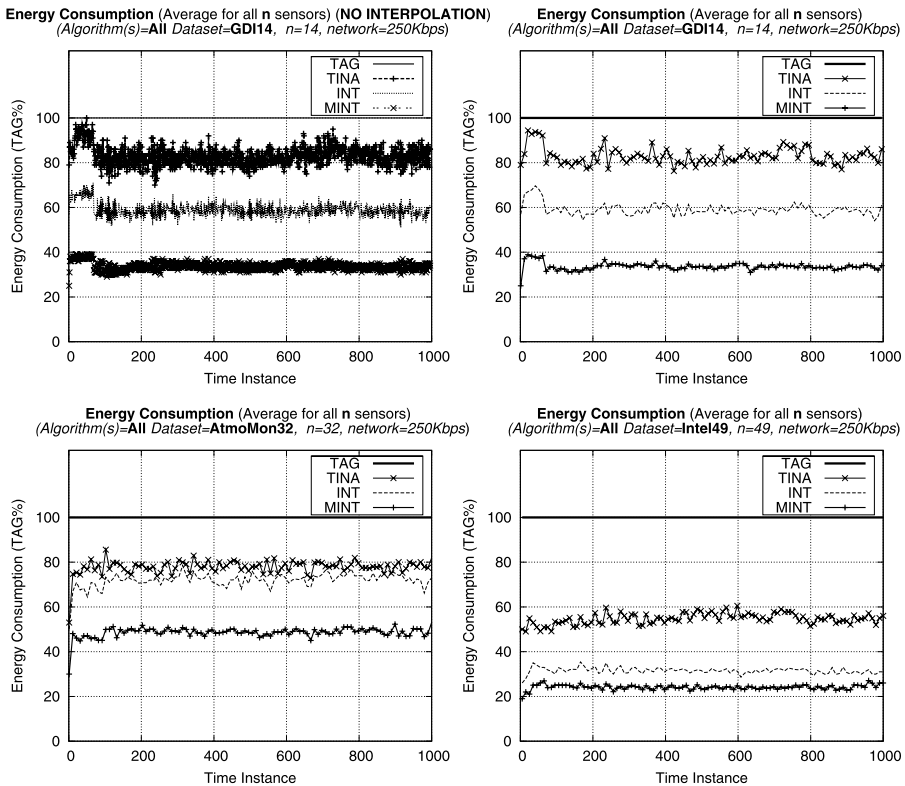 Energy Consumption (Average for all n sensors) (NO INTERPOLATION)
(Algorithm(s)=All Dataset=GDI14, n=14, network=250Kbps)
TAG
TINA
INT
MINT
Energy Consumption (TAG%)
100
80
60
40
20
0
0 200 400 600 800 1000
Time Instance
Energy Consumption (Average for all n sensors)
(Algorithm(s)=All Dataset=GDI14, n=14, network=250Kbps)
TAG
TINA
INT
MINT
Energy Consumption (TAG%)
100
80
60
40
20
0
0 200 400 600 800 1000
Time Instance
Energy Consumption (Average for all n sensors)
(Algorithm(s)=All Dataset=AtmoMon32, n=32, network=250Kbps)
TAG
TINA
INT
MINT
Energy Consumption (TAG%)
100
80
60
40
20
0
0 200 400 600 800 1000
Time Instance
Energy Consumption (Average for all n sensors)
(Algorithm(s)=All Dataset=Intel49, n=49, network=250Kbps)
TAG
TINA
INT
MINT
Energy Consumption (TAG%)
100
80
60
40
20
0
0 200 400 600 800 1000
Time Instance